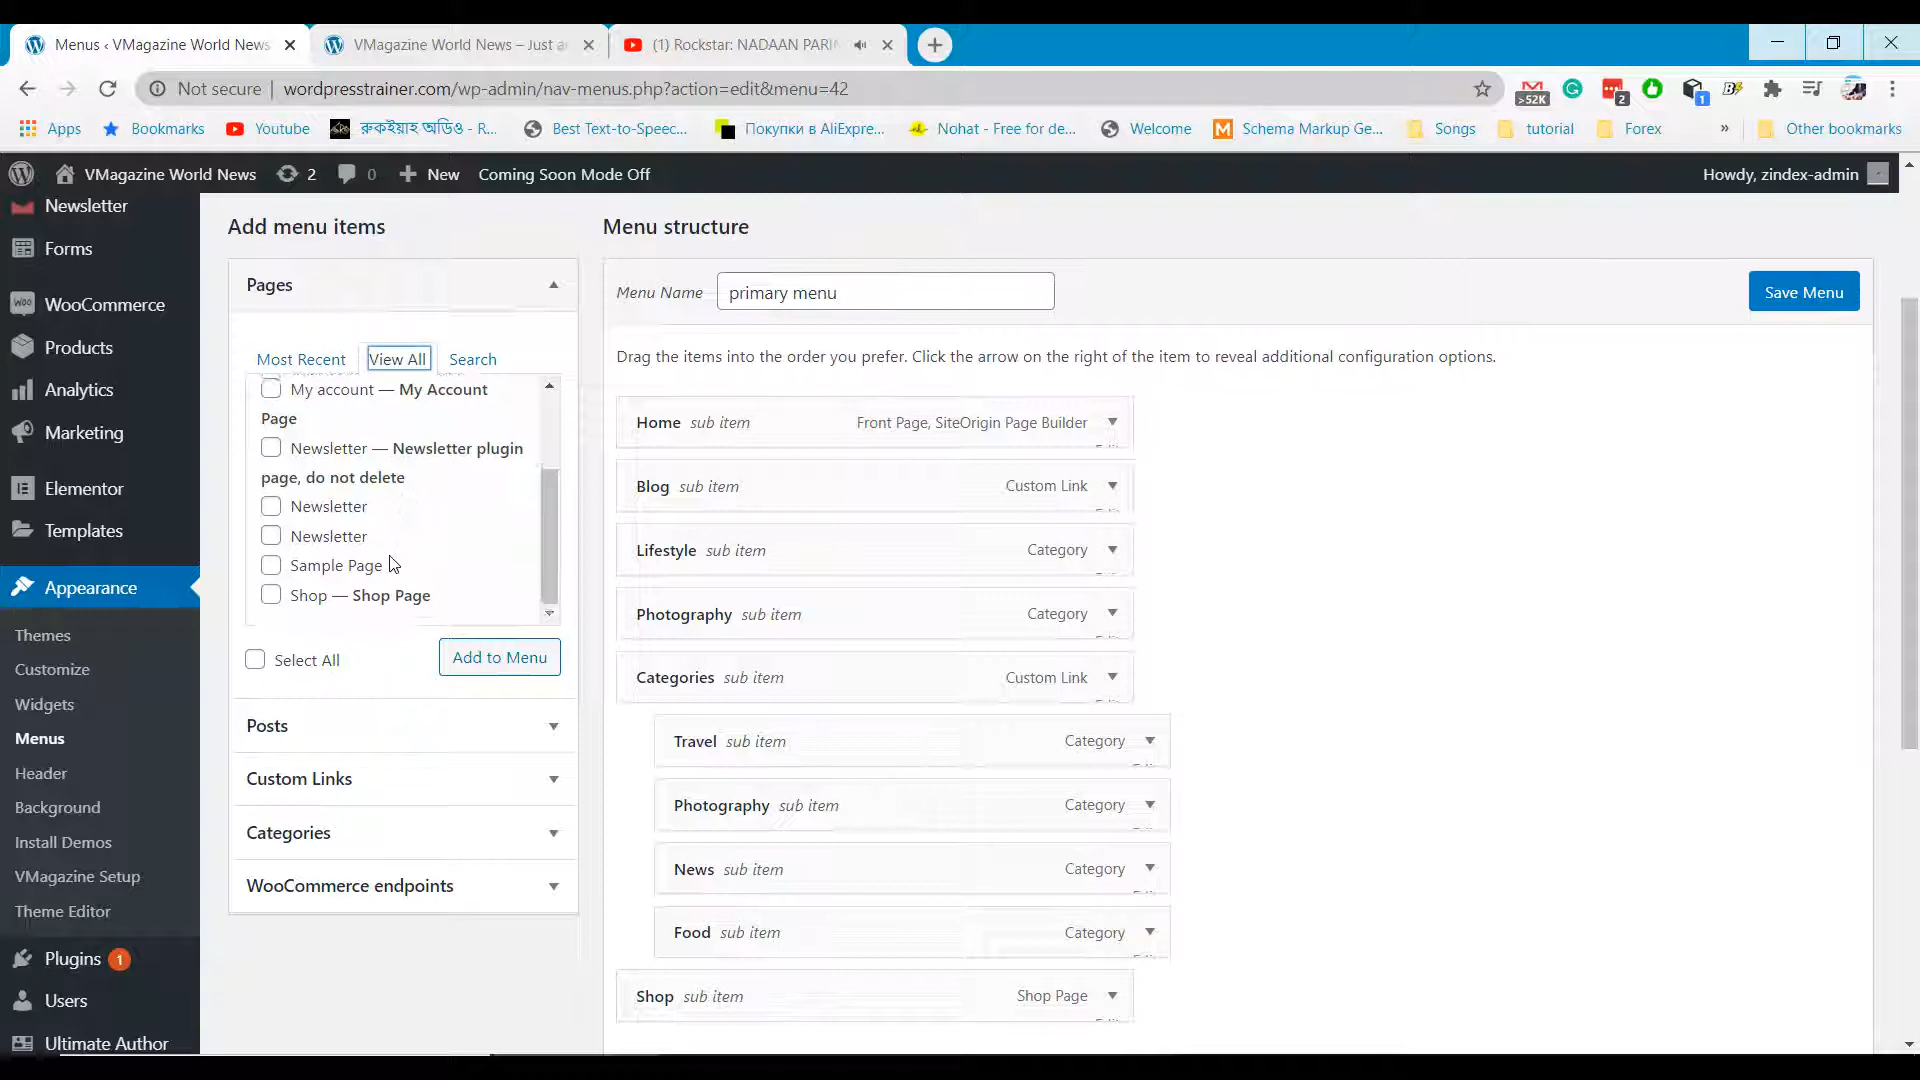 Menus ‹ VMagazine World News
VMagazine World News – Just a
(1) Rockstar: NADAAN PARI
Not secure wordpresstrainer.com/wp-admin/nav-menus.php?action=edit&menu=42
>52K
2
1
Apps
Bookmarks
Youtube
রুকইয়াহ অডিও - R...
Best Text-to-Speec...
Покупки в AliExpre...
Nohat - Free for de...
Welcome
Schema Markup Ge...
Songs
tutorial
Forex
»
Other bookmarks
VMagazine World News
2
0
New
Coming Soon Mode Off
Howdy, zindex-admin
Newsletter
Forms
WooCommerce
Products
Analytics
Marketing
Elementor
Templates
Appearance
Themes
Customize
Widgets
Menus
Header
Background
Install Demos
VMagazine Setup
Theme Editor
Plugins 1
Users
Ultimate Author
Add menu items
Pages
Most Recent
View All
Search
My account — My Account
Page
Newsletter — Newsletter plugin
page, do not delete
Newsletter
Newsletter
Sample Page
Shop — Shop Page
Select All
Add to Menu
Posts
Custom Links
Categories
WooCommerce endpoints
Menu structure
Menu Name primary menu
Save Menu
Drag the items into the order you prefer. Click the arrow on the right of the item to reveal additional configuration options.
Home sub item Front Page, SiteOrigin Page Builder
Blog sub item Custom Link
Lifestyle sub item Category
Photography sub item Category
Categories sub item Custom Link
Travel sub item Category
Photography sub item Category
News sub item Category
Food sub item Category
Shop sub item Shop Page